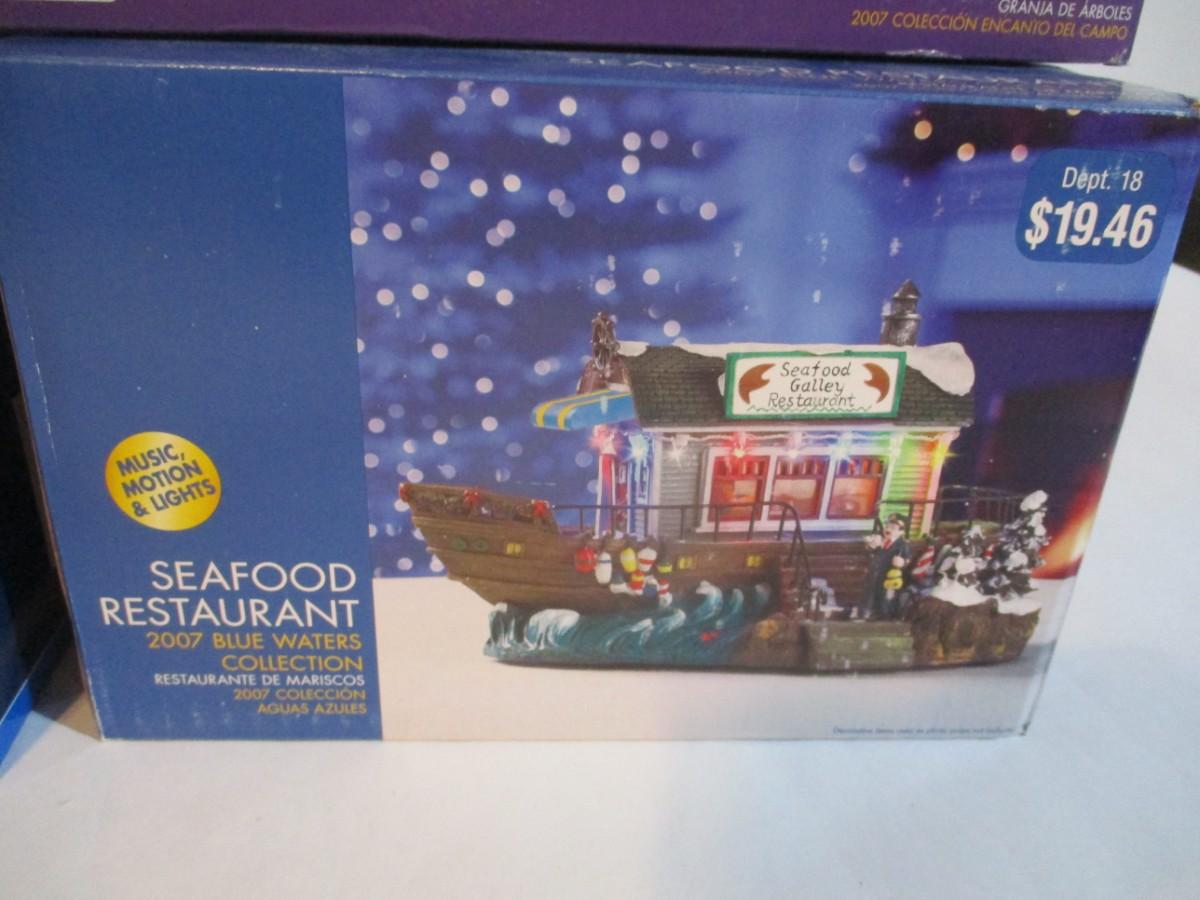 GRANJA DE ÁRBOLES
2007 COLECCIÓN ENCANTO DEL CAMPO
Dept. 18
$19.46
Seafood
Galley
Restaurant
MUSIC,
MOTION
& LIGHTS
SEAFOOD
RESTAURANT
2007 BLUE WATERS
COLLECTION
RESTAURANTE DE MARISCOS
2007 COLECCIÓN
AGUAS AZULES